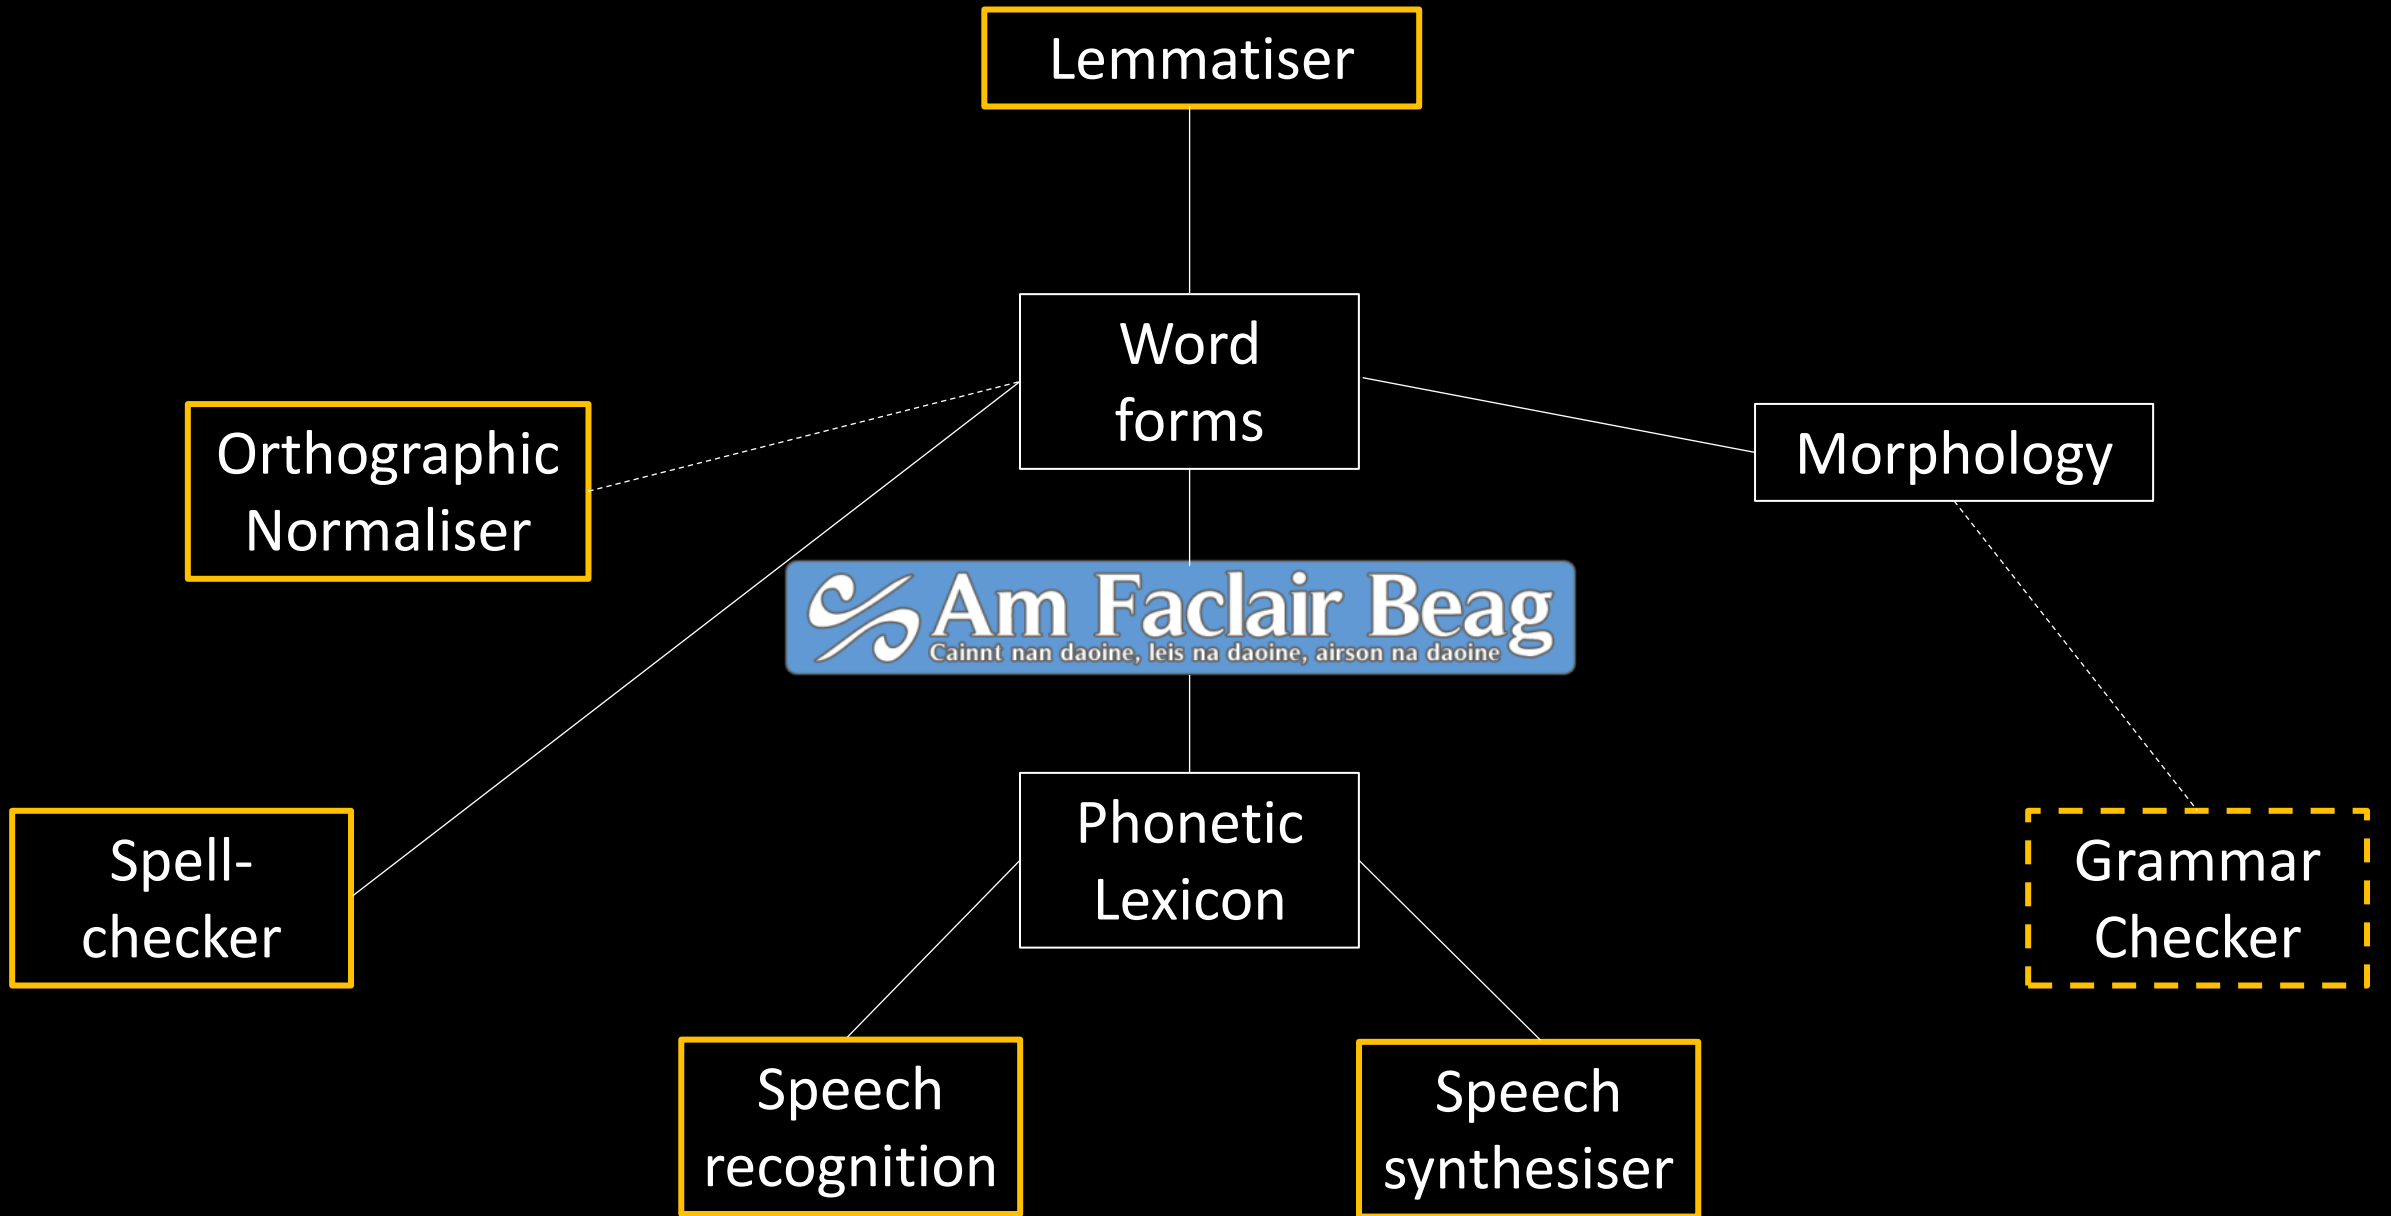 Lemmatiser
Word
forms
Orthographic
Normaliser
Morphology
Am Faclair Beag
Cainnt nan daoine, leis na daoine, airson na daoine
Spell-
checker
Phonetic
Lexicon
Grammar
Checker
Speech
recognition
Speech
synthesiser